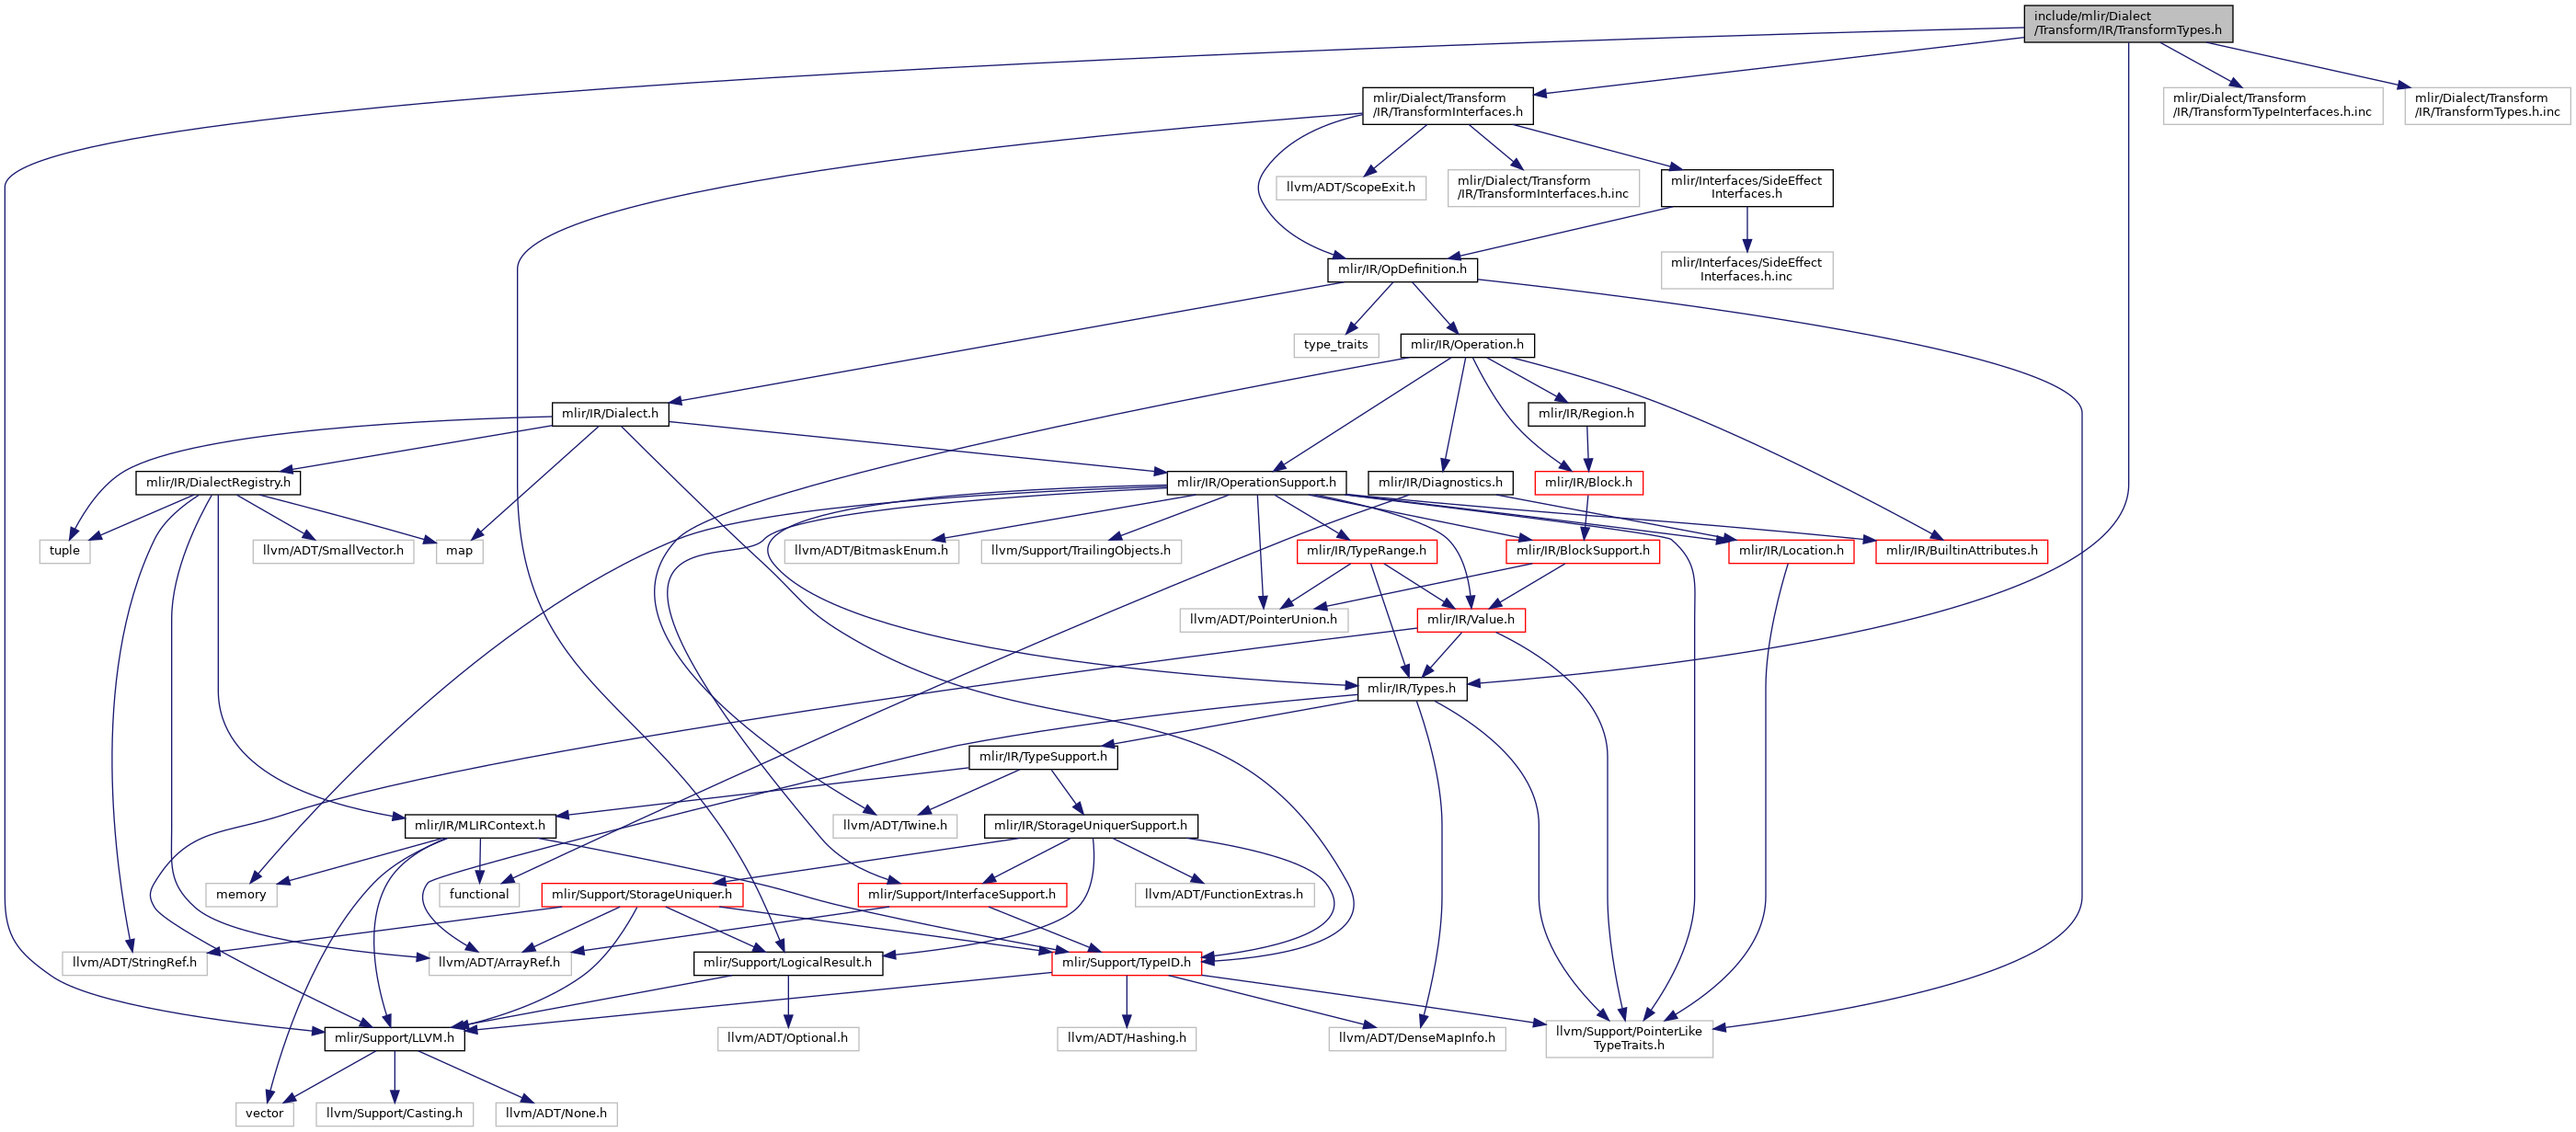 include/mlir/Dialect
/Transform/IR/TransformTypes.h
mlir/Dialect/Transform
/IR/TransformInterfaces.h
mlir/Dialect/Transform
/IR/TransformTypeInterfaces.h.inc
mlir/Dialect/Transform
/IR/TransformTypes.h.inc
llvm/ADT/ScopeExit.h
mlir/Dialect/Transform
/IR/TransformInterfaces.h.inc
mlir/Interfaces/SideEffect
Interfaces.h
mlir/IR/OpDefinition.h
mlir/Interfaces/SideEffect
Interfaces.h.inc
type_traits
mlir/IR/Operation.h
mlir/IR/Dialect.h
mlir/IR/Region.h
mlir/IR/DialectRegistry.h
mlir/IR/OperationSupport.h
mlir/IR/Diagnostics.h
mlir/IR/Block.h
tuple
llvm/ADT/SmallVector.h
map
llvm/ADT/BitmaskEnum.h
llvm/Support/TrailingObjects.h
mlir/IR/TypeRange.h
mlir/IR/BlockSupport.h
mlir/IR/Location.h
mlir/IR/BuiltinAttributes.h
llvm/ADT/PointerUnion.h
mlir/IR/Value.h
mlir/IR/Types.h
mlir/IR/TypeSupport.h
mlir/IR/MLIRContext.h
llvm/ADT/Twine.h
mlir/IR/StorageUniquerSupport.h
memory
functional
mlir/Support/StorageUniquer.h
mlir/Support/InterfaceSupport.h
llvm/ADT/FunctionExtras.h
llvm/ADT/StringRef.h
llvm/ADT/ArrayRef.h
mlir/Support/LogicalResult.h
mlir/Support/TypeID.h
mlir/Support/LLVM.h
llvm/ADT/Optional.h
llvm/ADT/Hashing.h
llvm/ADT/DenseMapInfo.h
llvm/Support/PointerLike
TypeTraits.h
vector
llvm/Support/Casting.h
llvm/ADT/None.h